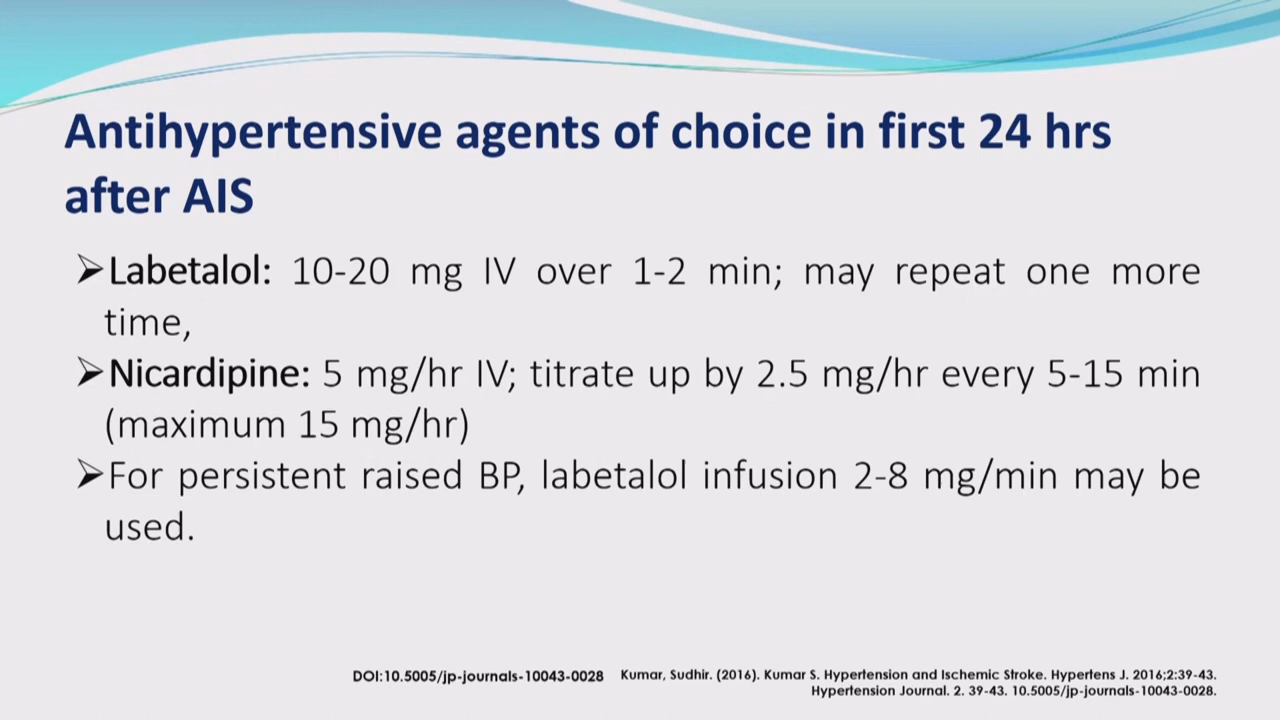 Antihypertensive agents of choice in first 24 hrs
after AIS
➢Labetalol: 10-20 mg IV over 1-2 min; may repeat one more
time,
➢Nicardipine: 5 mg/hr IV; titrate up by 2.5 mg/hr every 5-15 min
(maximum 15 mg/hr)
➢For persistent raised BP, labetalol infusion 2-8 mg/min may be
used.
DOI:10.5005/jp-journals-10043-0028 Kumar, Sudhir. (2016). Kumar S. Hypertension and Ischemic Stroke. Hypertens J. 2016;2:39-43.
Hypertension Journal. 2. 39-43. 10.5005/jp-journals-10043-0028.